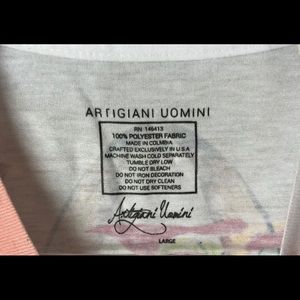 ARTIGIANI UOMINI
RN 146413
100% POLYESTER FABRIC
MADE IN COLMBIA
CRAFTED EXCLUSIVELY IN U.S.A
MACHINE WASH COLD SEPARATELY
TUMBLE DRY LOW
DO NOT BLEACH
DO NOT IRON DECORATION
DO NOT DRY CLEAN
DO NOT USE SOFTENERS
Artigiani Uomini
LARGE